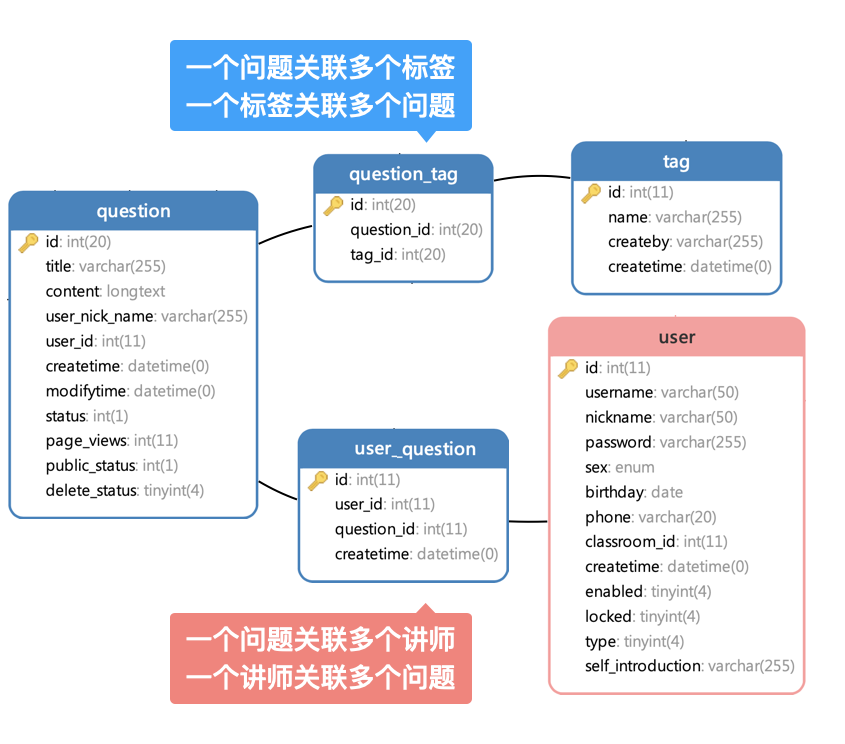 一个问题关联多个标签
一个标签关联多个问题
question
id: int(20)
title: varchar(255)
content: longtext
user_nick_name: varchar(255)
user_id: int(11)
createtime: datetime(0)
modifytime: datetime(0)
status: int(1)
page_views: int(11)
public_status: int(1)
delete_status: tinyint(4)
question_tag
id: int(20)
question_id: int(20)
tag_id: int(20)
tag
id: int(11)
name: varchar(255)
createby: varchar(255)
createtime: datetime(0)
user_question
id: int(11)
user_id: int(11)
question_id: int(11)
createtime: datetime(0)
user
id: int(11)
username: varchar(50)
nickname: varchar(50)
password: varchar(255)
sex: enum
birthday: date
phone: varchar(20)
classroom_id: int(11)
createtime: datetime(0)
enabled: tinyint(4)
locked: tinyint(4)
type: tinyint(4)
self_introduction: varchar(255)
一个问题关联多个讲师
一个讲师关联多个问题